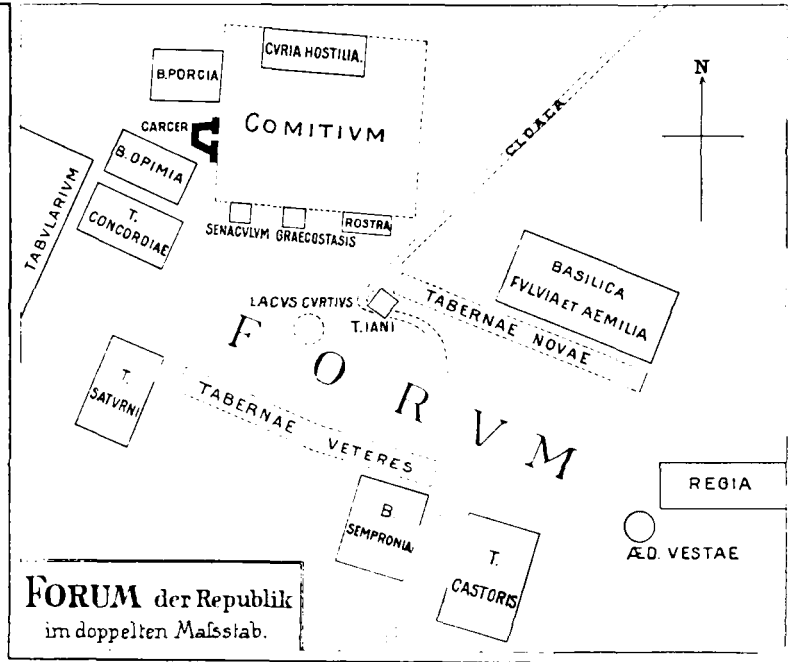 CVRIA HOSTILIA.
B.PORCIA
N
CARCER
COMITIVM
CLOACA
B. OPIMIA
TABVLARIVM
T.
CONCORDIAE
SENACVLVM GRAECOSTASIS
ROSTRA
BASILICA
FVLVIA ET AEMILIA
LACVS CVRTIVS
T.IANI
TABERNAE NOVAE
FORVM
T.
SATVRNI
TABERNAE VETERES
REGIA
B.
SEMPRONIA
ÆD. VESTAE
T.
CASTORIS
FORUM der Republik
im doppelten Maſsstab.